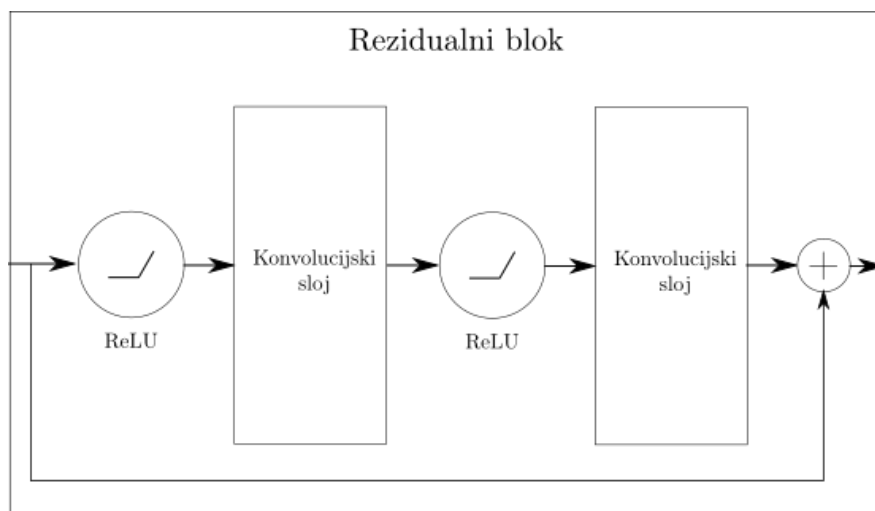 Rezidualni blok
Konvolucijski
sloj
Konvolucijski
sloj
ReLU
ReLU